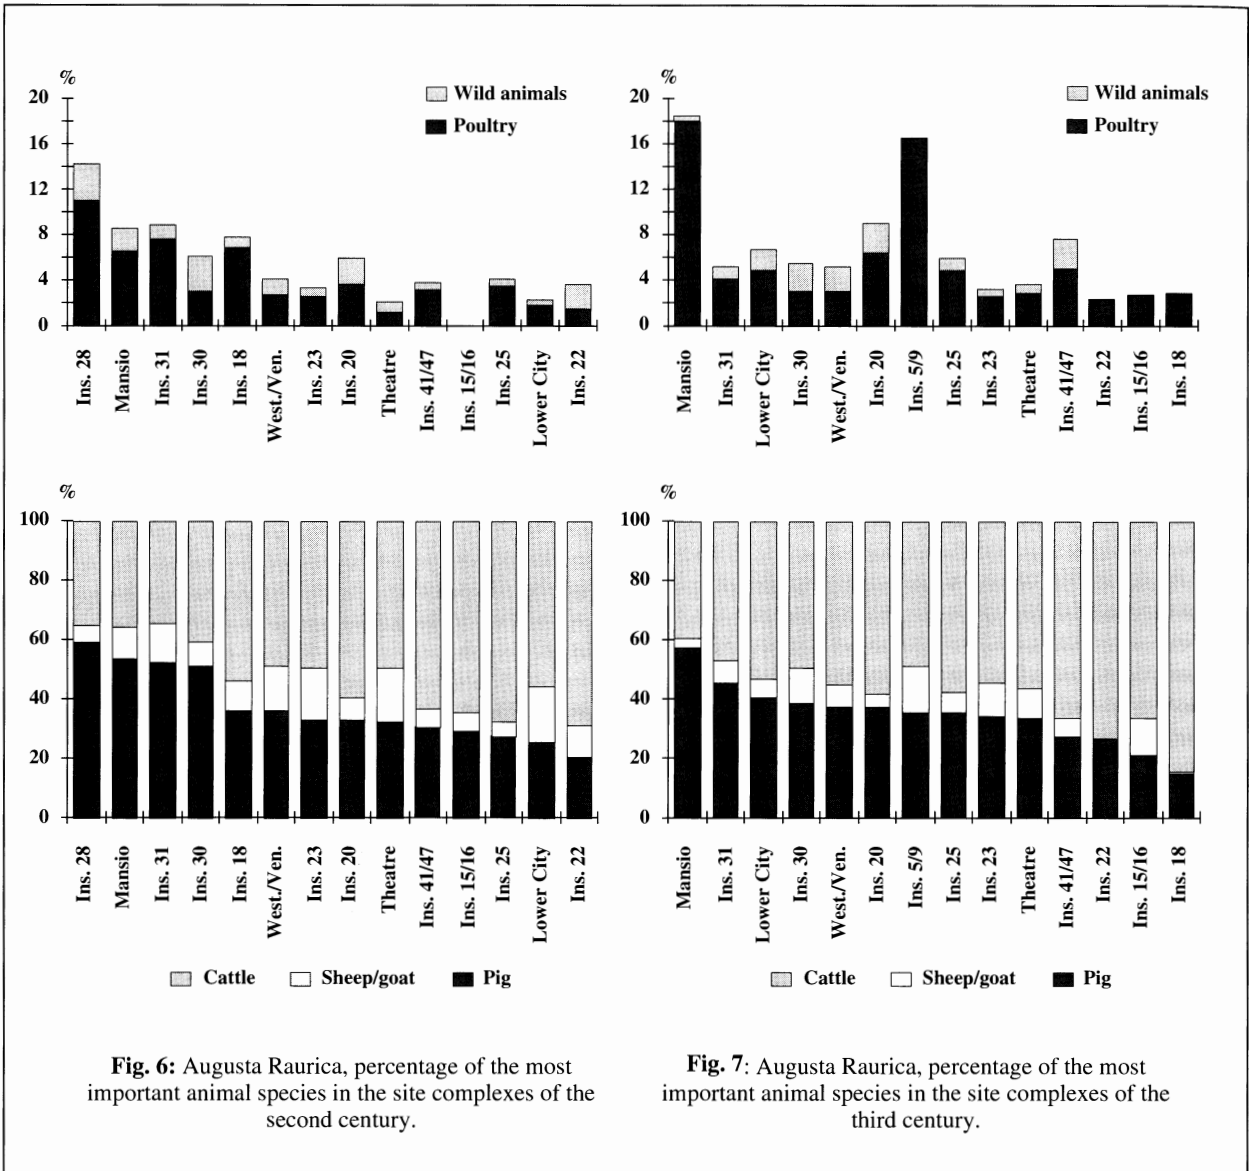 %
20
16
12
8
4
0
Wild animals
Poultry
Ins. 28
Mansio
Ins. 31
Ins. 30
Ins. 18
West./Ven.
Ins. 23
Ins. 20
Theatre
Ins. 41/47
Ins. 15/16
Ins. 25
Lower City
Ins. 22
%
20
16
12
8
4
0
Wild animals
Poultry
Mansio
Ins. 31
Lower City
Ins. 30
West./Ven.
Ins. 20
Ins. 5/9
Ins. 25
Ins. 23
Theatre
Ins. 41/47
Ins. 22
Ins. 15/16
Ins. 18
%
100
80
60
40
20
0
Ins. 28
Mansio
Ins. 31
Ins. 30
Ins. 18
West./Ven.
Ins. 23
Ins. 20
Theatre
Ins. 41/47
Ins. 15/16
Ins. 25
Lower City
Ins. 22
Cattle Sheep/goat Pig
%
100
80
60
40
20
0
Mansio
Ins. 31
Lower City
Ins. 30
West./Ven.
Ins. 20
Ins. 5/9
Ins. 25
Ins. 23
Theatre
Ins. 41/47
Ins. 22
Ins. 15/16
Ins. 18
Cattle Sheep/goat Pig
Fig. 6: Augusta Raurica, percentage of the most
important animal species in the site complexes of the
second century.
Fig. 7: Augusta Raurica, percentage of the most
important animal species in the site complexes of the
third century.